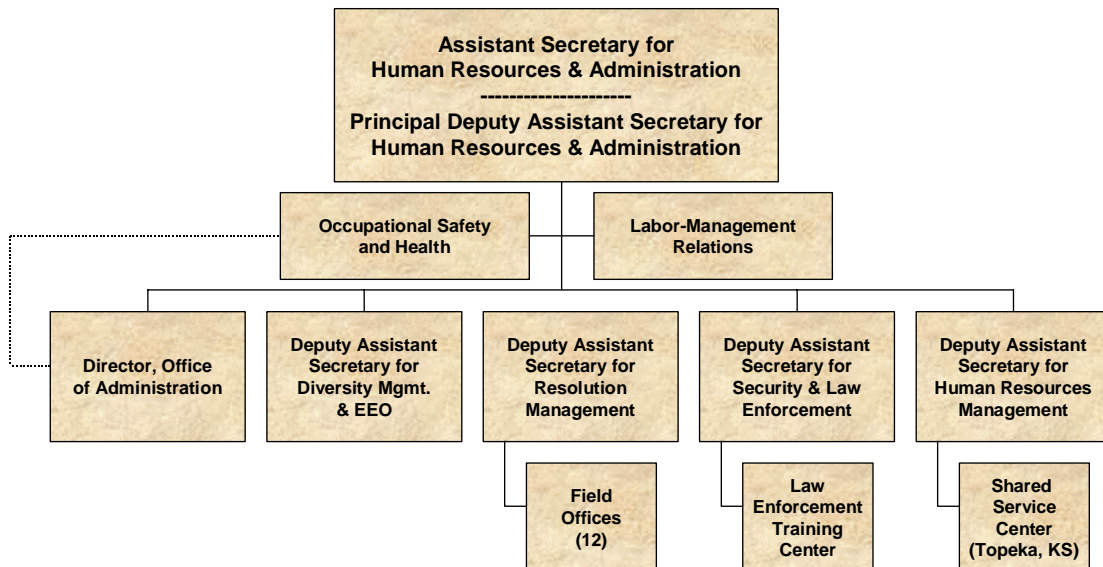 Assistant Secretary for
Human Resources & Administration
---------------------
Principal Deputy Assistant Secretary for
Human Resources & Administration
Occupational Safety
and Health
Labor-Management
Relations
Director, Office
of Administration
Deputy Assistant
Secretary for
Diversity Mgmt.
& EEO
Deputy Assistant
Secretary for
Resolution
Management
Deputy Assistant
Secretary for
Security & Law
Enforcement
Deputy Assistant
Secretary for
Human Resources
Management
Field
Offices
(12)
Law
Enforcement
Training
Center
Shared
Service
Center
(Topeka, KS)